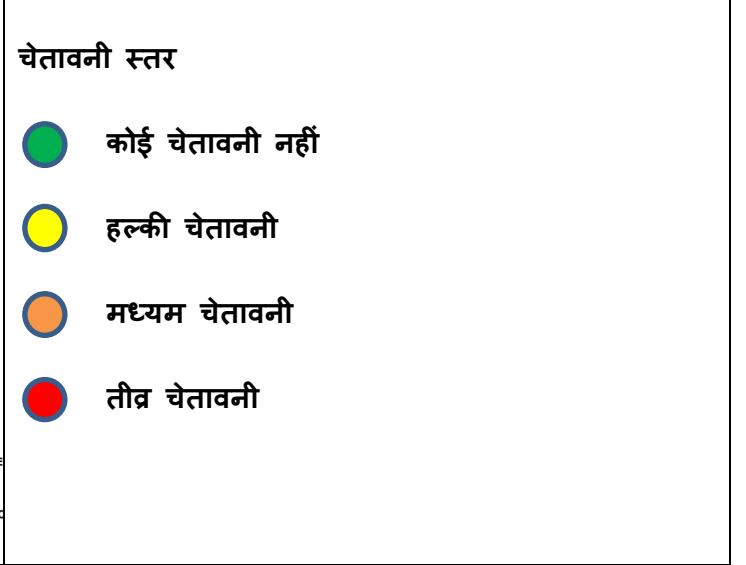 चेतावनी स्तर
कोई चेतावनी नहीं
हल्की चेतावनी
मध्यम चेतावनी
तीव्र चेतावनी